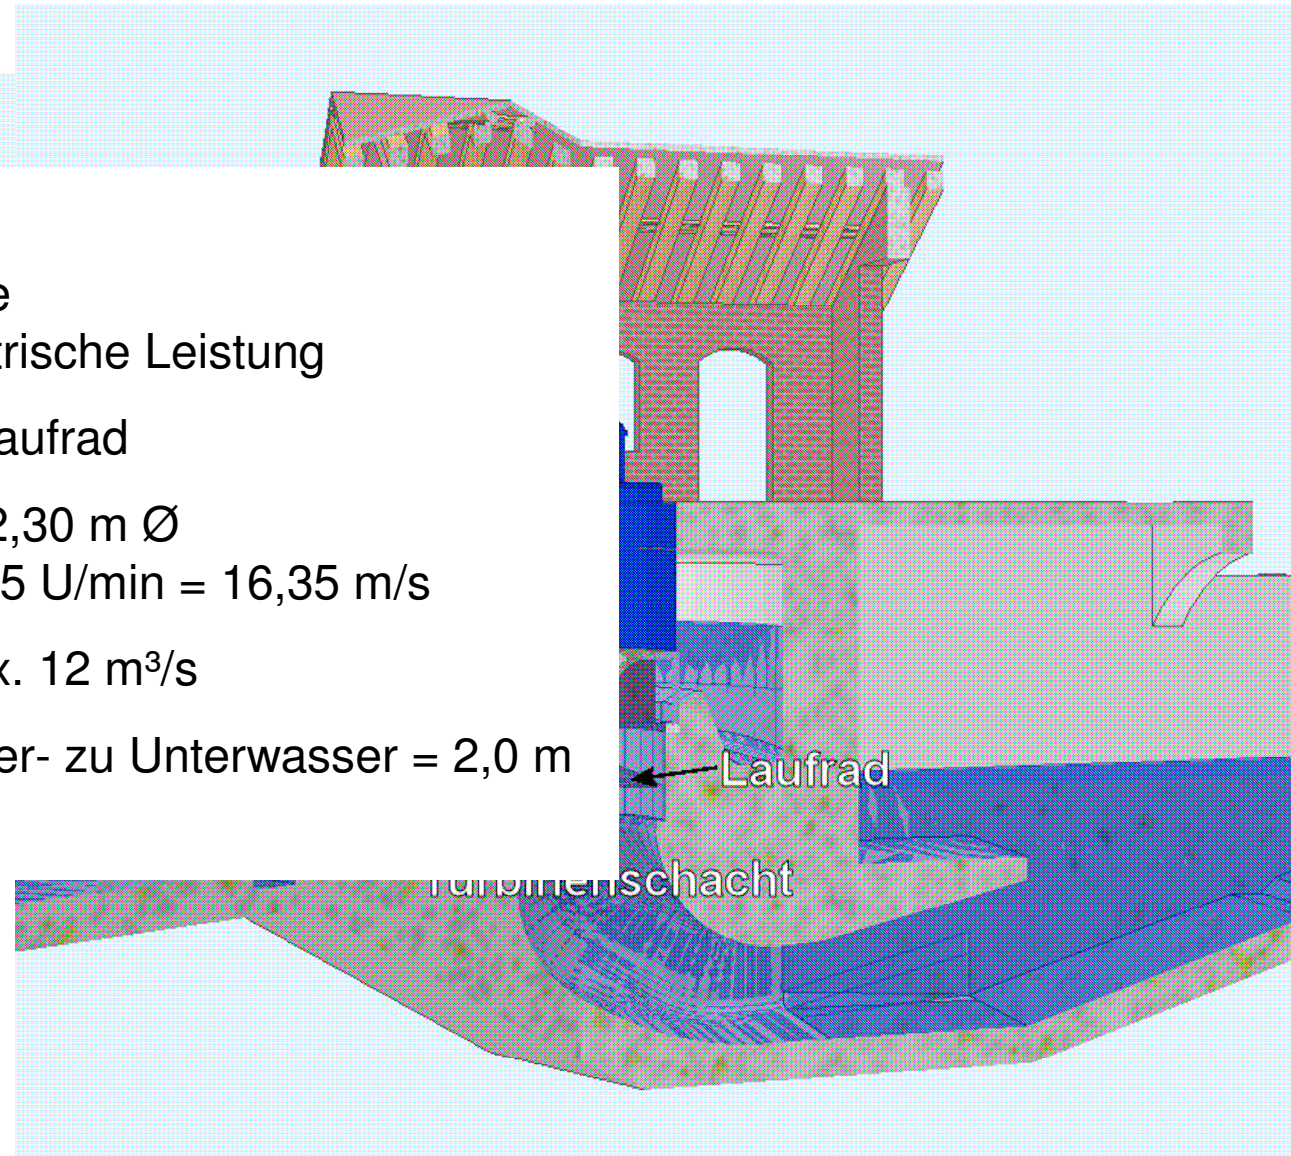 e
trische Leistung
aufrad
2,30 m Ø
5 U/min = 16,35 m/s
x. 12 m³/s
er- zu Unterwasser = 2,0 m
Laufrad
Turbinenschacht